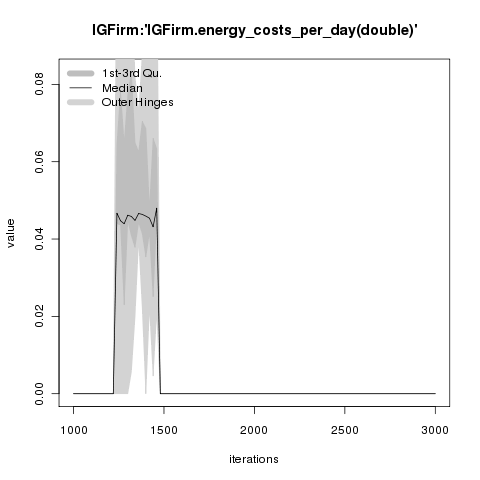 IGFirm:'IGFirm.energy_costs_per_day(double)'
1st-3rd Qu.
Median
Outer Hinges
value
0.08
0.06
0.04
0.02
0.00
1000 1500 2000 2500 3000
iterations